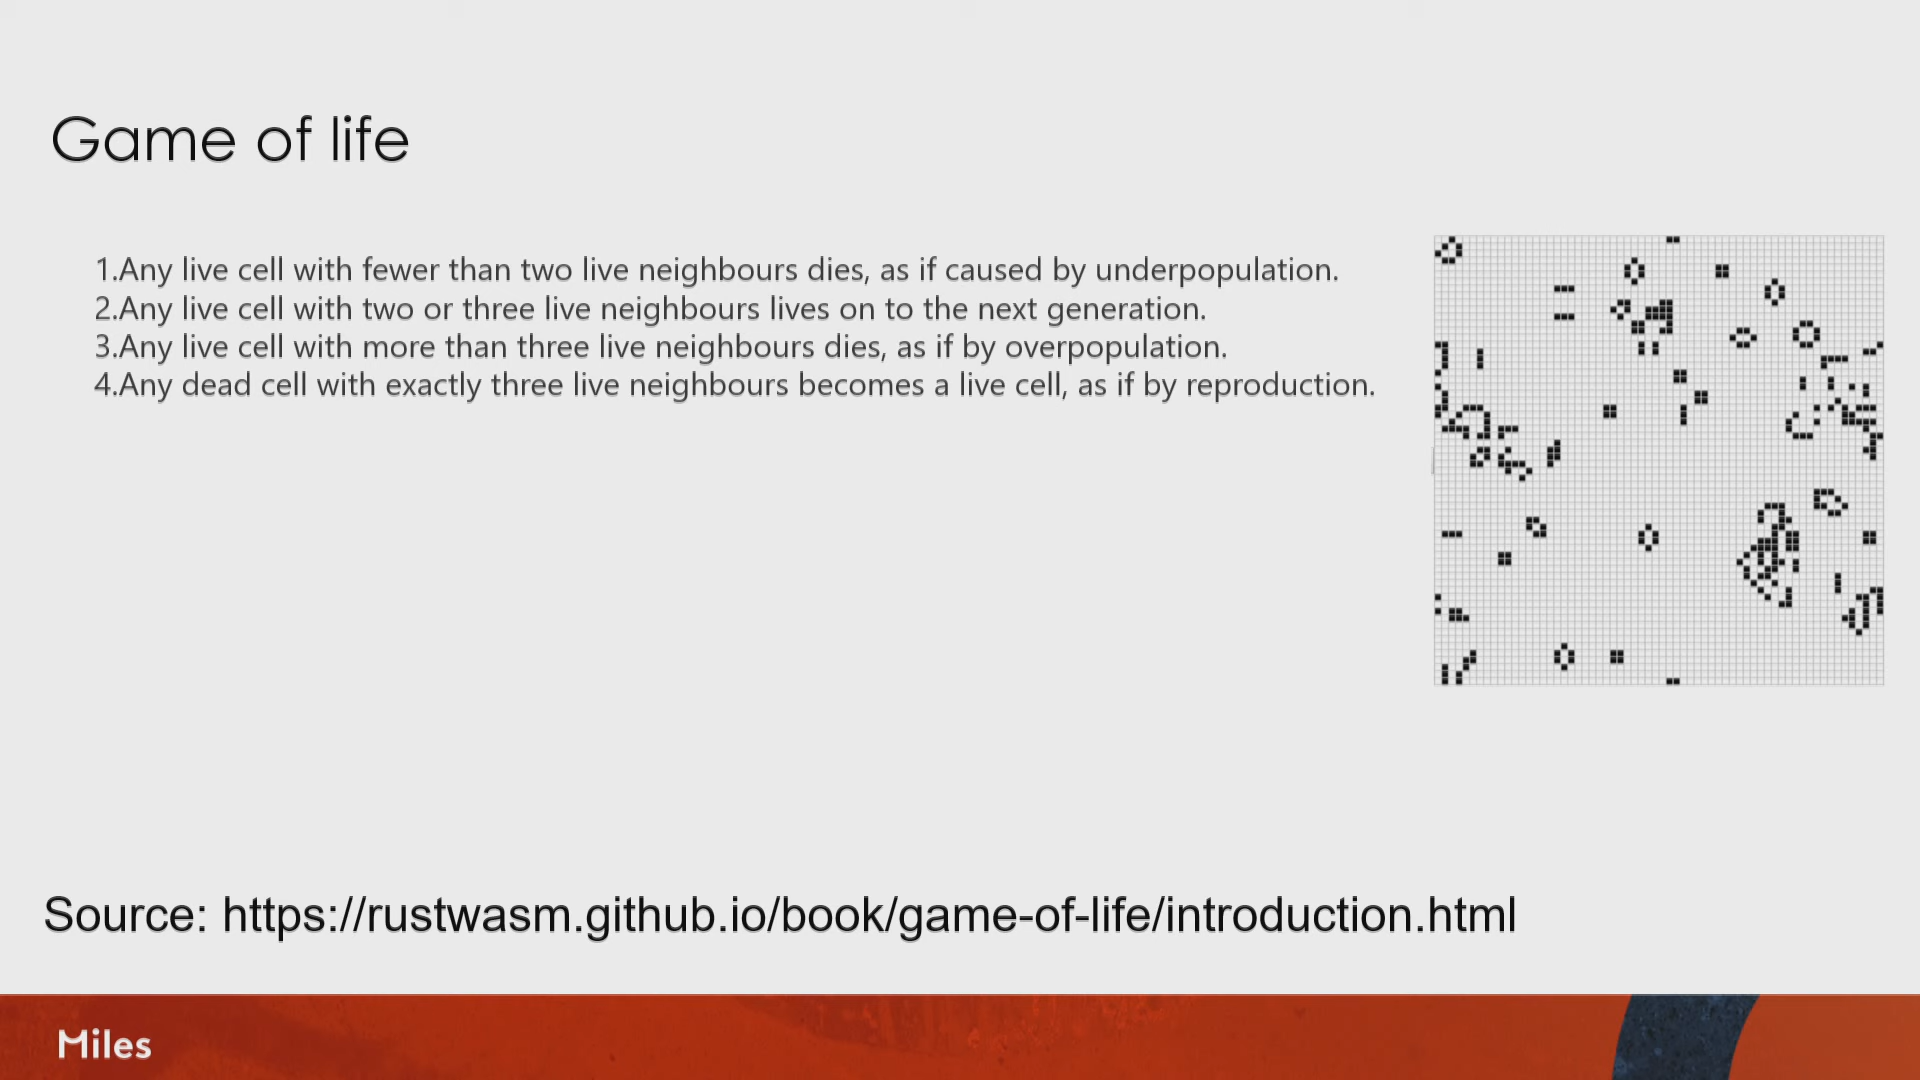 Game of life
1.Any live cell with fewer than two live neighbours dies, as if caused by underpopulation.
2.Any live cell with two or three live neighbours lives on to the next generation.
3.Any live cell with more than three live neighbours dies, as if by overpopulation.
4.Any dead cell with exactly three live neighbours becomes a live cell, as if by reproduction.
Source: https://rustwasm.github.io/book/game-of-life/introduction.html
Miles